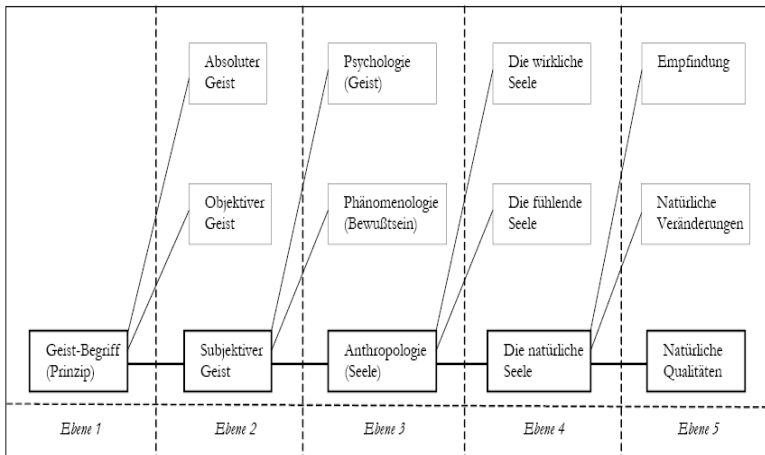 Absoluter
Geist
Psychologie
(Geist)
Die wirkliche
Seele
Empfindung
Objektiver
Geist
Phänomenologie
(Bewußtsein)
Die fühlende
Seele
Natürliche
Veränderungen
Geist-Begriff
(Prinzip)
Subjektiver
Geist
Anthropologie
(Seele)
Die natürliche
Seele
Natürliche
Qualitäten
Ebene 1
Ebene 2
Ebene 3
Ebene 4
Ebene 5